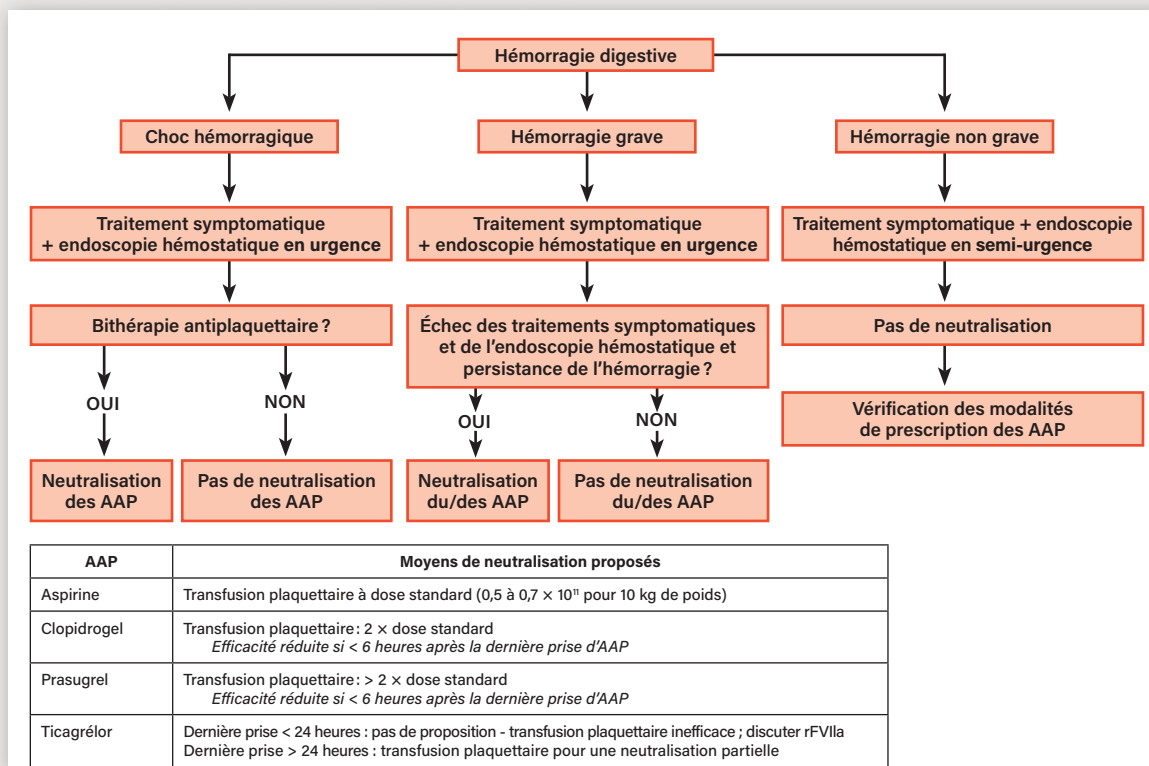 Hémorragie digestive
Choc hémorragique
Hémorragie grave
Hémorragie non grave
Traitement symptomatique
+ endoscopie hémostatique en urgence
Traitement symptomatique
+ endoscopie hémostatique en urgence
Traitement symptomatique + endoscopie
hémostatique en semi-urgence
Bithérapie antiplaquettaire ?
Échec des traitements symptomatiques
et de l'endoscopie hémostatique et
persistance de l'hémorragie ?
Pas de neutralisation
OUI
NON
OUI
NON
Vérification des modalités
de prescription des AAP
Neutralisation
des AAP
Pas de neutralisation
des AAP
Neutralisation
du/des AAP
Pas de neutralisation
du/des AAP
AAP
Moyens de neutralisation proposés
Aspirine
Transfusion plaquettaire à dose standard (0,5 à 0,7 × 10¹¹ pour 10 kg de poids)
Clopidrogel
Transfusion plaquettaire : 2 × dose standard
Efficacité réduite si < 6 heures après la dernière prise d'AAP
Prasugrel
Transfusion plaquettaire : > 2 × dose standard
Efficacité réduite si < 6 heures après la dernière prise d'AAP
Ticagrélor
Dernière prise < 24 heures : pas de proposition - transfusion plaquettaire inefficace ; discuter rFVIIa
Dernière prise > 24 heures : transfusion plaquettaire pour une neutralisation partielle